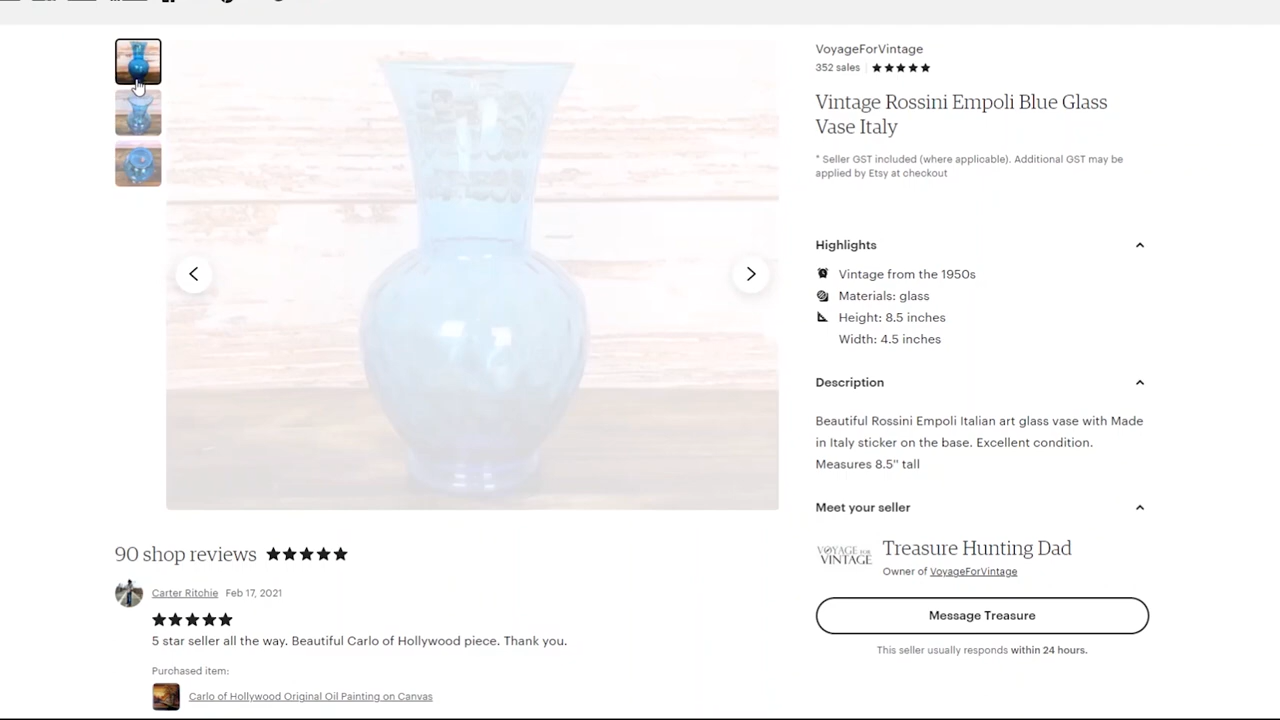 VoyageForVintage
352 sales
Vintage Rossini Empoli Blue Glass
Vase Italy
* Seller GST included (where applicable). Additional GST may be
applied by Etsy at checkout
Highlights
Vintage from the 1950s
Materials: glass
Height: 8.5 inches
Width: 4.5 inches
Description
Beautiful Rossini Empoli Italian art glass vase with Made
in Italy sticker on the base. Excellent condition.
Measures 8.5" tall
Meet your seller
VOYAGE FOR
VINTAGE
Treasure Hunting Dad
Owner of VoyageForVintage
Message Treasure
This seller usually responds within 24 hours.
90 shop reviews
Carter Ritchie Feb 17, 2021
5 star seller all the way. Beautiful Carlo of Hollywood piece. Thank you.
Purchased item:
Carlo of Hollywood Original Oil Painting on Canvas